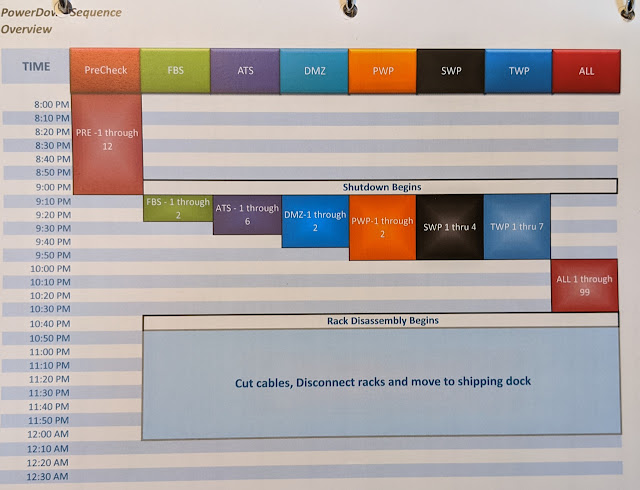 PowerDow Sequence
Overview
TIME PreCheck FBS ATS DMZ PWP SWP TWP ALL
8:00 PM
8:10 PM
8:20 PM
8:30 PM
8:40 PM
8:50 PM
9:00 PM
9:10 PM
9:20 PM
9:30 PM
9:40 PM
9:50 PM
10:00 PM
10:10 PM
10:20 PM
10:30 PM
10:40 PM
10:50 PM
11:00 PM
11:10 PM
11:20 PM
11:30 PM
11:40 PM
11:50 PM
12:00 AM
12:10 AM
12:20 AM
12:30 AM
PRE -1 through
12
Shutdown Begins
FBS - 1 through
2
ATS - 1 through
6
DMZ-1 through
2
PWP-1 through
2
SWP 1 thru 4
TWP 1 thru 7
ALL 1 through
99
Rack Disassembly Begins
Cut cables, Disconnect racks and move to shipping dock